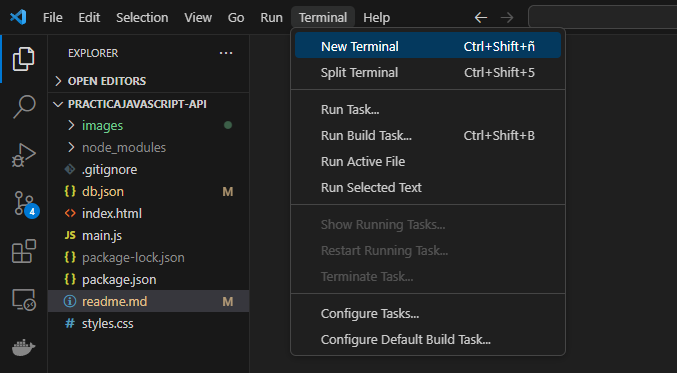 File Edit Selection View Go Run Terminal Help
EXPLORER
OPEN EDITORS
PRACTICAJAVASCRIPT-API
images
node_modules
.gitignore
{} db.json M
<> index.html
JS main.js
{} package-lock.json
{} package.json
readme.md M
# styles.css
4
New Terminal Ctrl+Shift+ñ
Split Terminal Ctrl+Shift+5
Run Task...
Run Build Task... Ctrl+Shift+B
Run Active File
Run Selected Text
Show Running Tasks...
Restart Running Task...
Terminate Task...
Configure Tasks...
Configure Default Build Task...